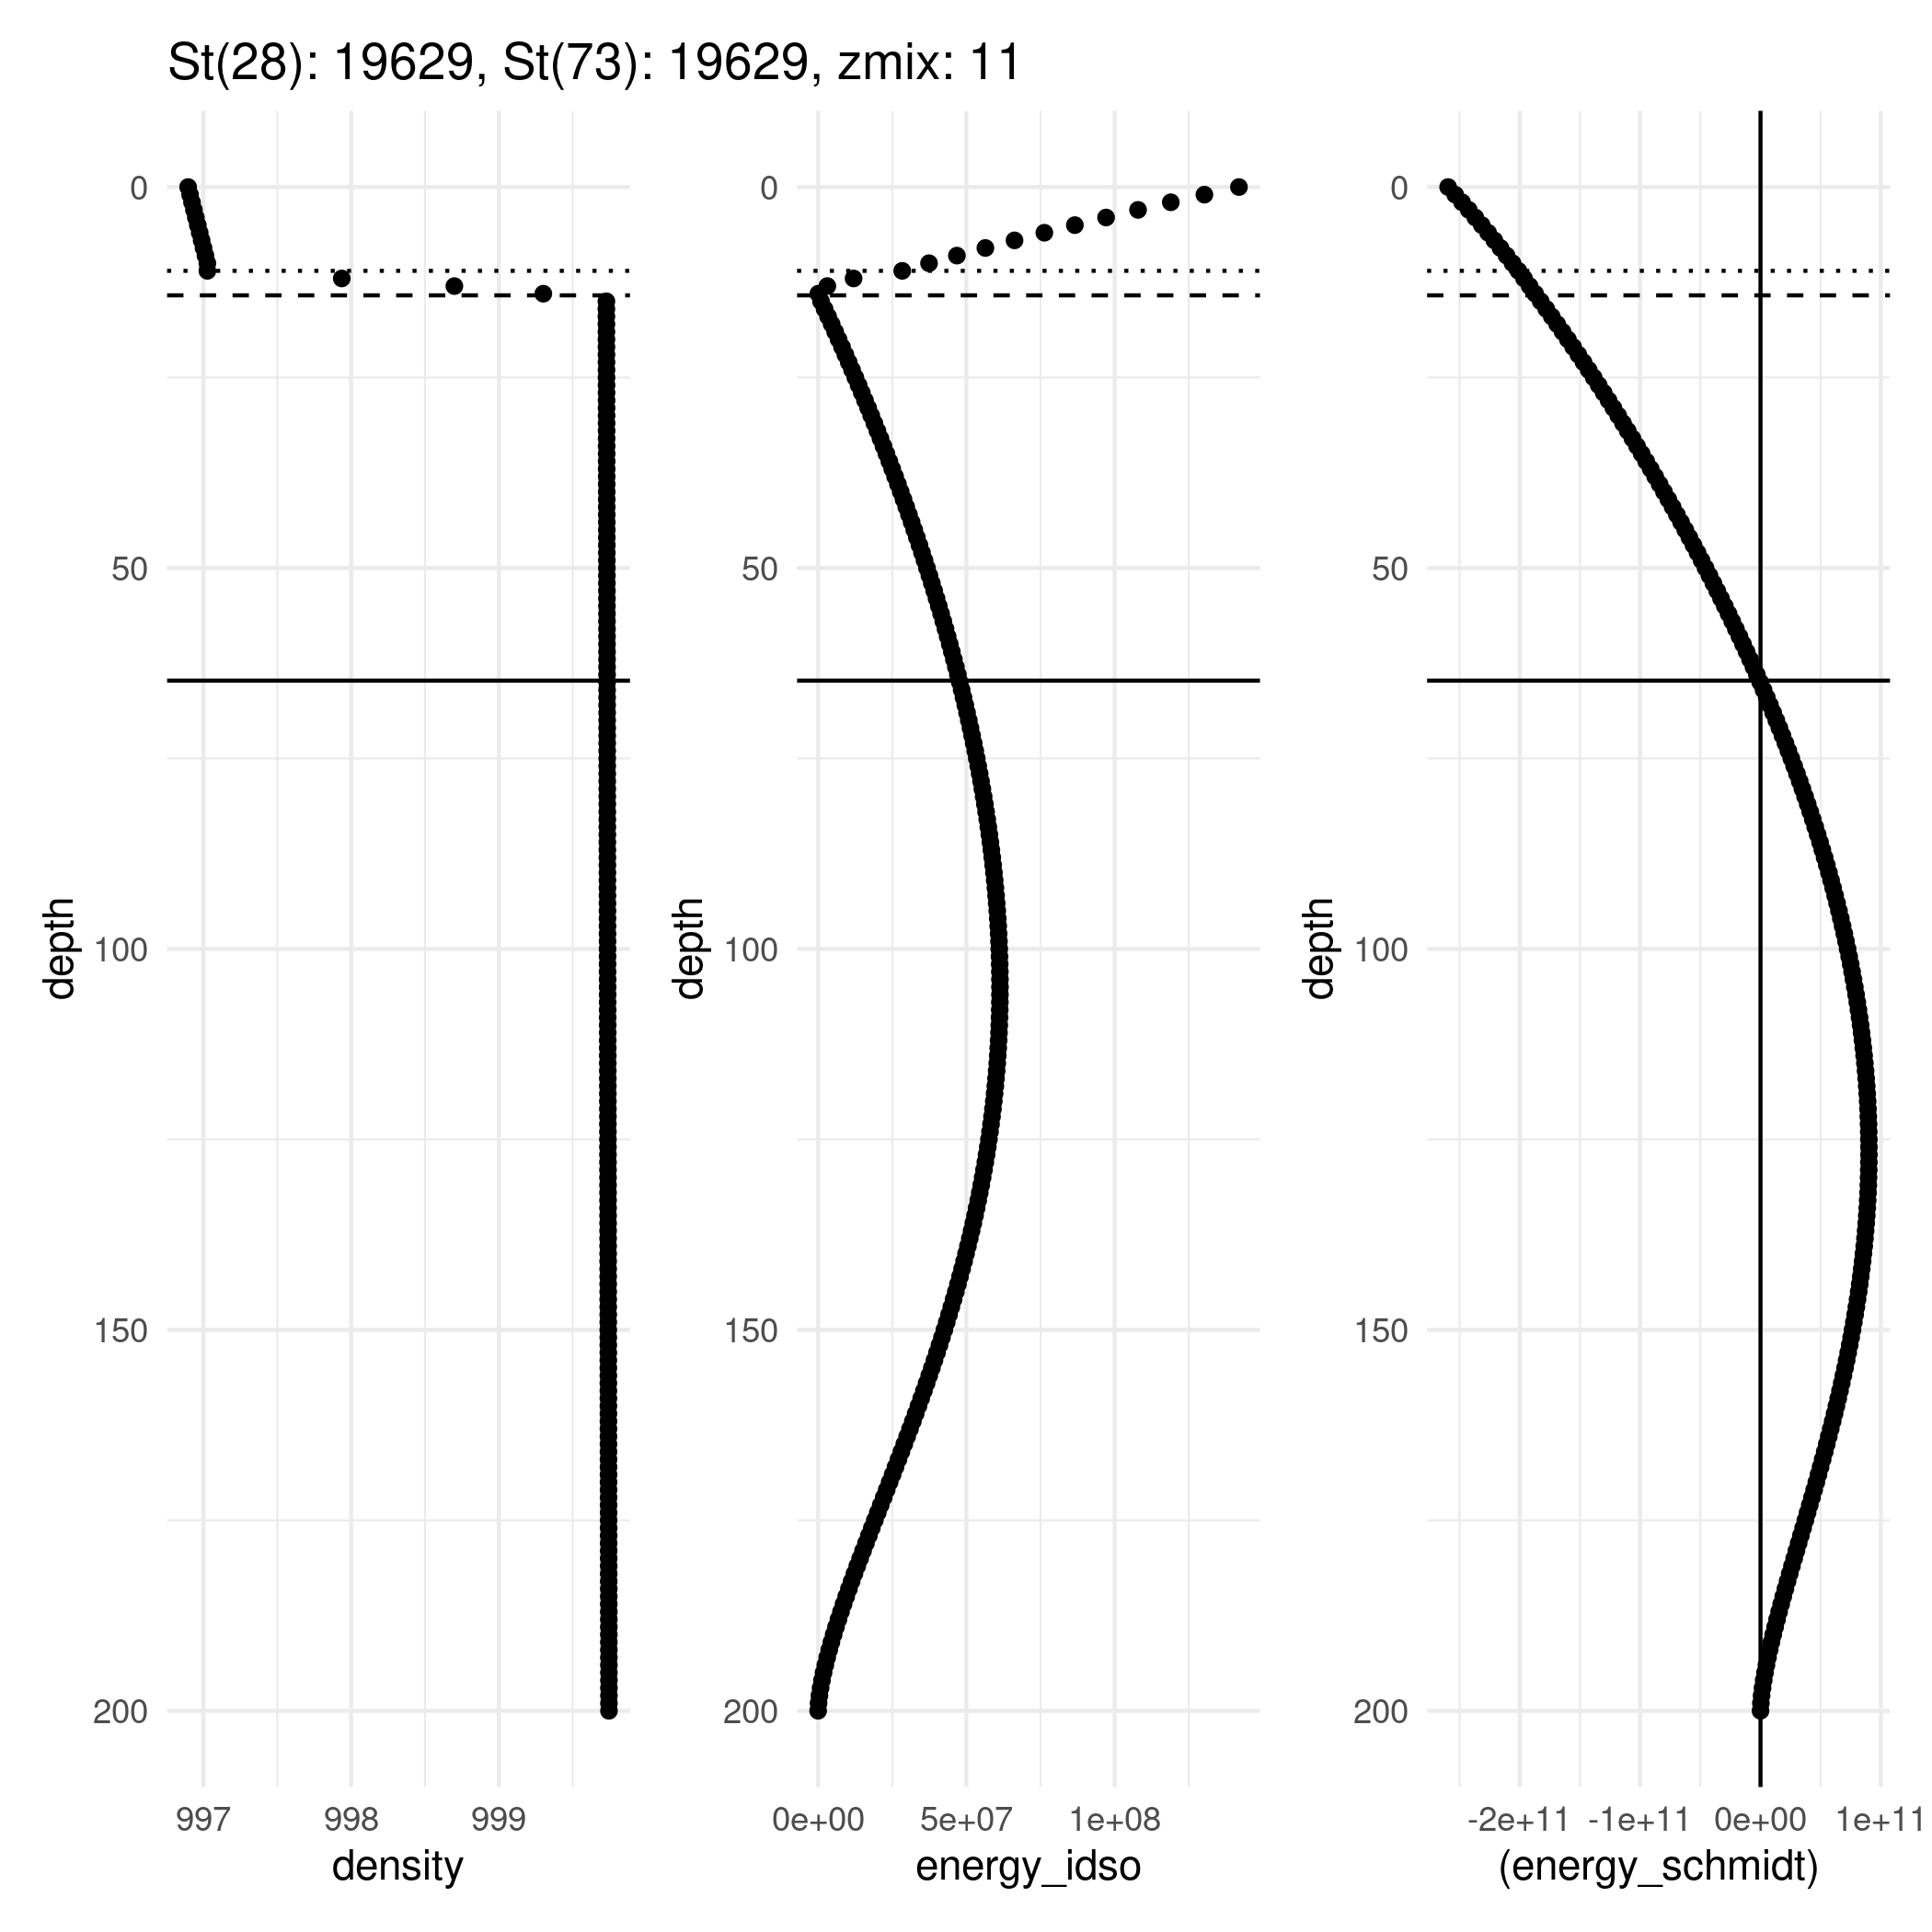 St(28): 19629, St(73): 19629, zmix: 11
0
50
100
150
200
depth
997
998
999
density
0
50
100
150
200
depth
0e+00
5e+07
1e+08
energy_idso
0
50
100
150
200
depth
-2e+11
-1e+11
0e+00
1e+11
(energy_schmidt)